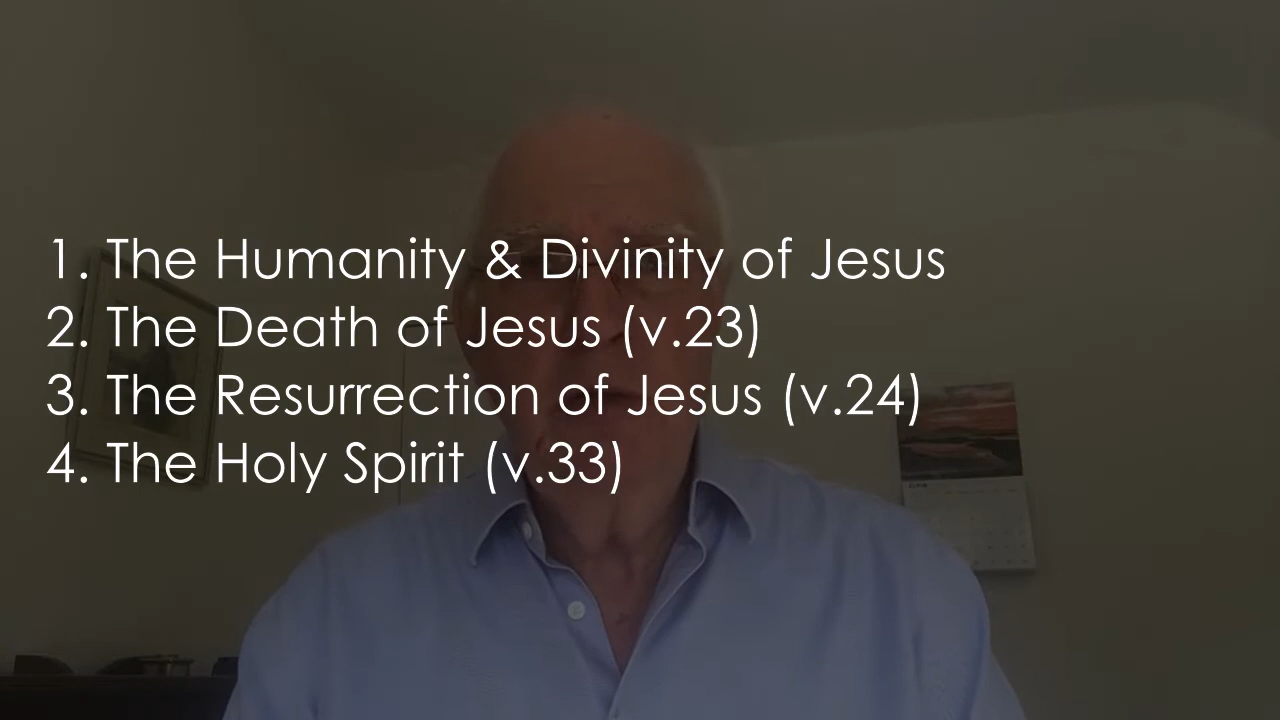 1. The Humanity & Divinity of Jesus
2. The Death of Jesus (v.23)
3. The Resurrection of Jesus (v.24)
4. The Holy Spirit (v.33)